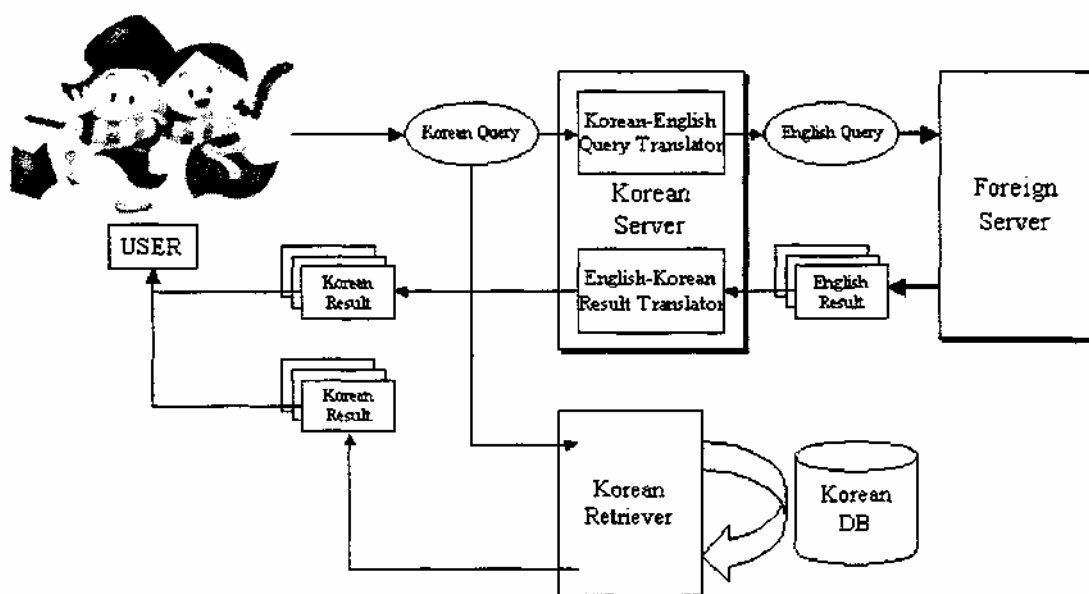 Korean Query
Korean-English
Query Translator
English Query
Korean
Server
Foreign
Server
USER
Korean
Result
English-Korean
Result Translator
English
Result
Korean
Result
Korean
Retriever
Korean
DB